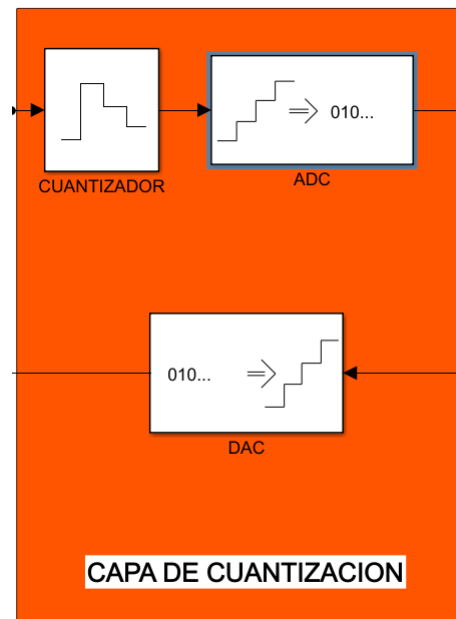 010...
CUANTIZADOR
ADC
010...
DAC
CAPA DE CUANTIZACION